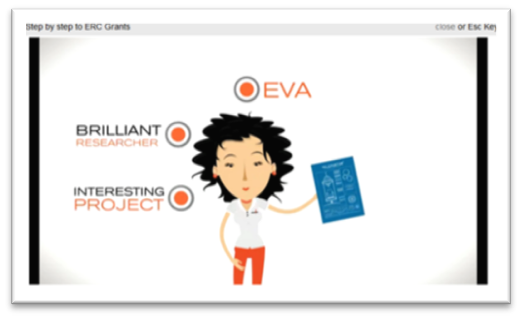 Step by step to ERC Grants
close or Esc Key
EVA
BRILLIANT
RESEARCHER
INTERESTING
PROJECT